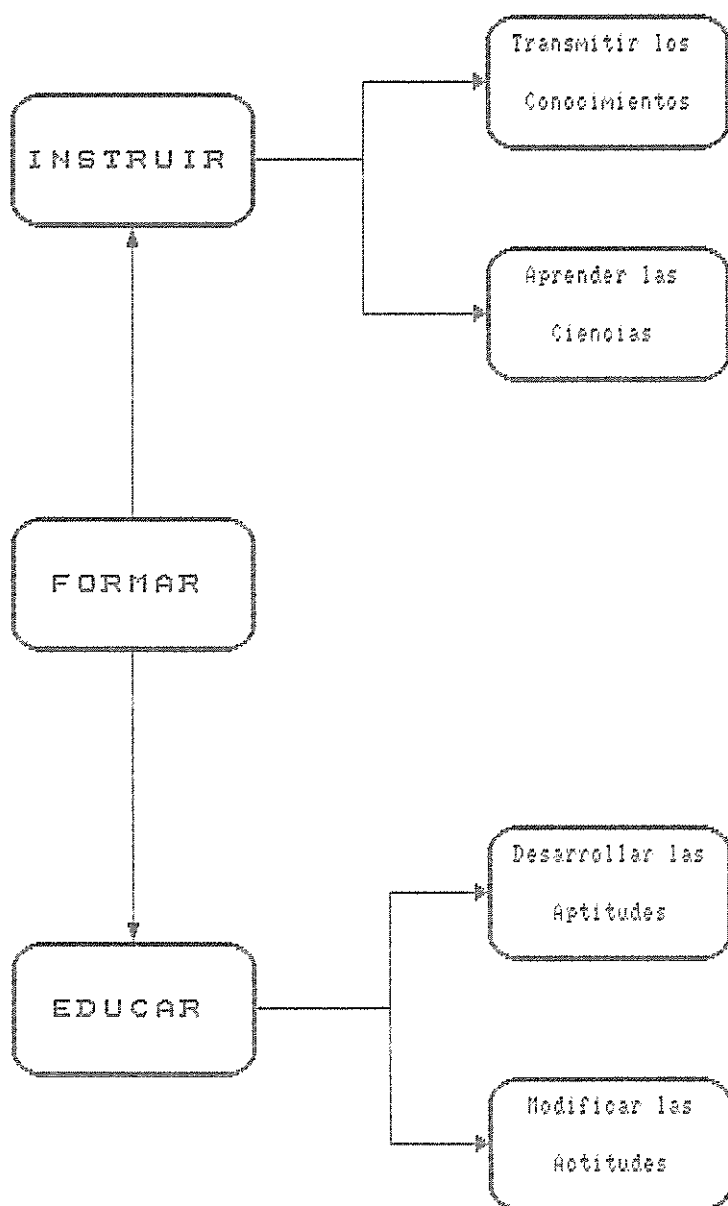 Transmitir los
Conocimientos
INSTRUIR
Aprender las
Ciencias
FORMAR
Desarrollar las
Aptitudes
EDUCAR
Modificar las
Actitudes